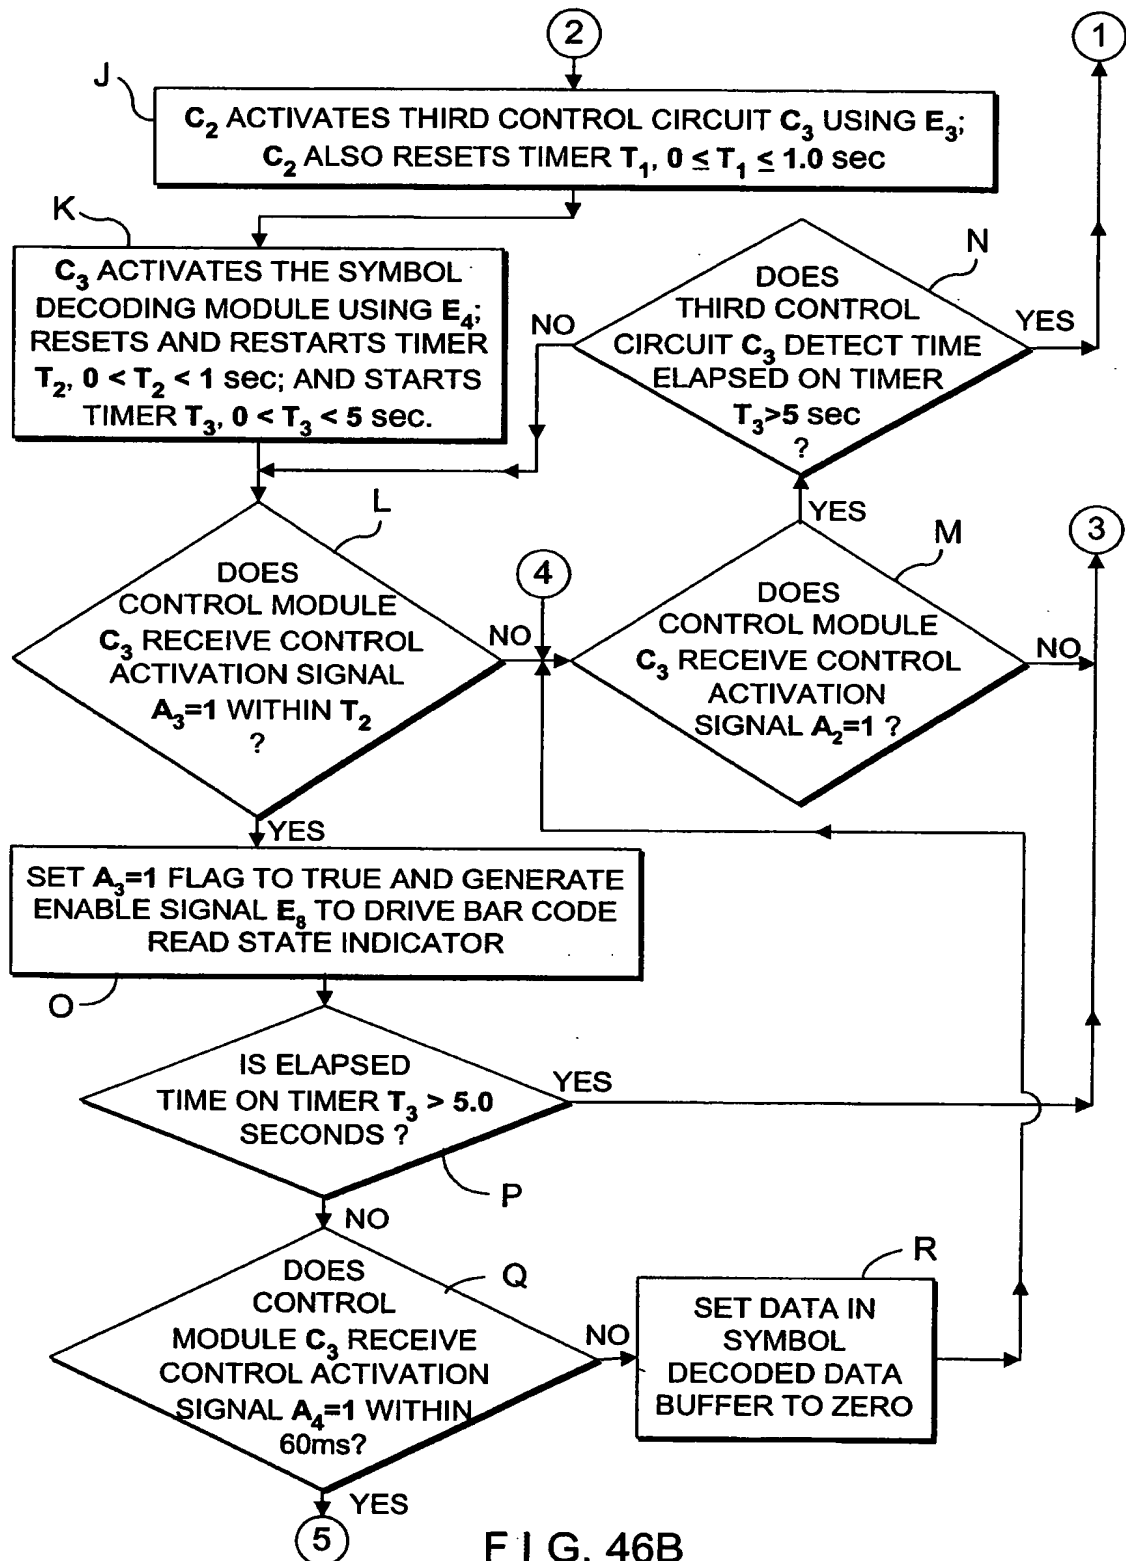 2
1
J
C2 ACTIVATES THIRD CONTROL CIRCUIT C3 USING E3;
C2 ALSO RESETS TIMER T1, 0 ≤ T1 ≤ 1.0 sec
K
C3 ACTIVATES THE SYMBOL
DECODING MODULE USING E4;
RESETS AND RESTARTS TIMER
T2, 0 < T2 < 1 sec; AND STARTS
TIMER T3, 0 < T3 < 5 sec.
N
DOES
THIRD CONTROL
CIRCUIT C3 DETECT TIME
ELAPSED ON TIMER
T3>5 sec
?
NO
YES
L
DOES
CONTROL MODULE
C3 RECEIVE CONTROL
ACTIVATION SIGNAL
A3=1 WITHIN T2
?
NO
YES
4
M
DOES
CONTROL MODULE
C3 RECEIVE CONTROL
ACTIVATION
SIGNAL A2=1 ?
YES
NO
3
SET A3=1 FLAG TO TRUE AND GENERATE
ENABLE SIGNAL E8 TO DRIVE BAR CODE
READ STATE INDICATOR
O
IS ELAPSED
TIME ON TIMER T3 > 5.0
SECONDS ?
YES
P
NO
DOES
CONTROL
MODULE C3 RECEIVE
CONTROL ACTIVATION
SIGNAL A4=1 WITHIN
60ms?
Q
NO
R
SET DATA IN
SYMBOL
DECODED DATA
BUFFER TO ZERO
YES
5
FIG. 46B